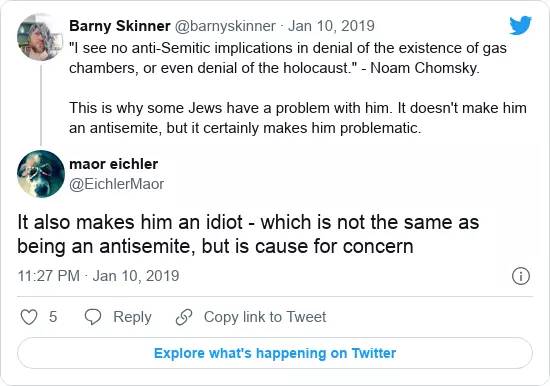 Barny Skinner @barnyskinner · Jan 10, 2019
"I see no anti-Semitic implications in denial of the existence of gas
chambers, or even denial of the holocaust." - Noam Chomsky.
This is why some Jews have a problem with him. It doesn't make him
an antisemite, but it certainly makes him problematic.
maor eichler
@EichlerMaor
It also makes him an idiot - which is not the same as
being an antisemite, but is cause for concern
11:27 PM · Jan 10, 2019
5 Reply Copy link to Tweet
Explore what's happening on Twitter